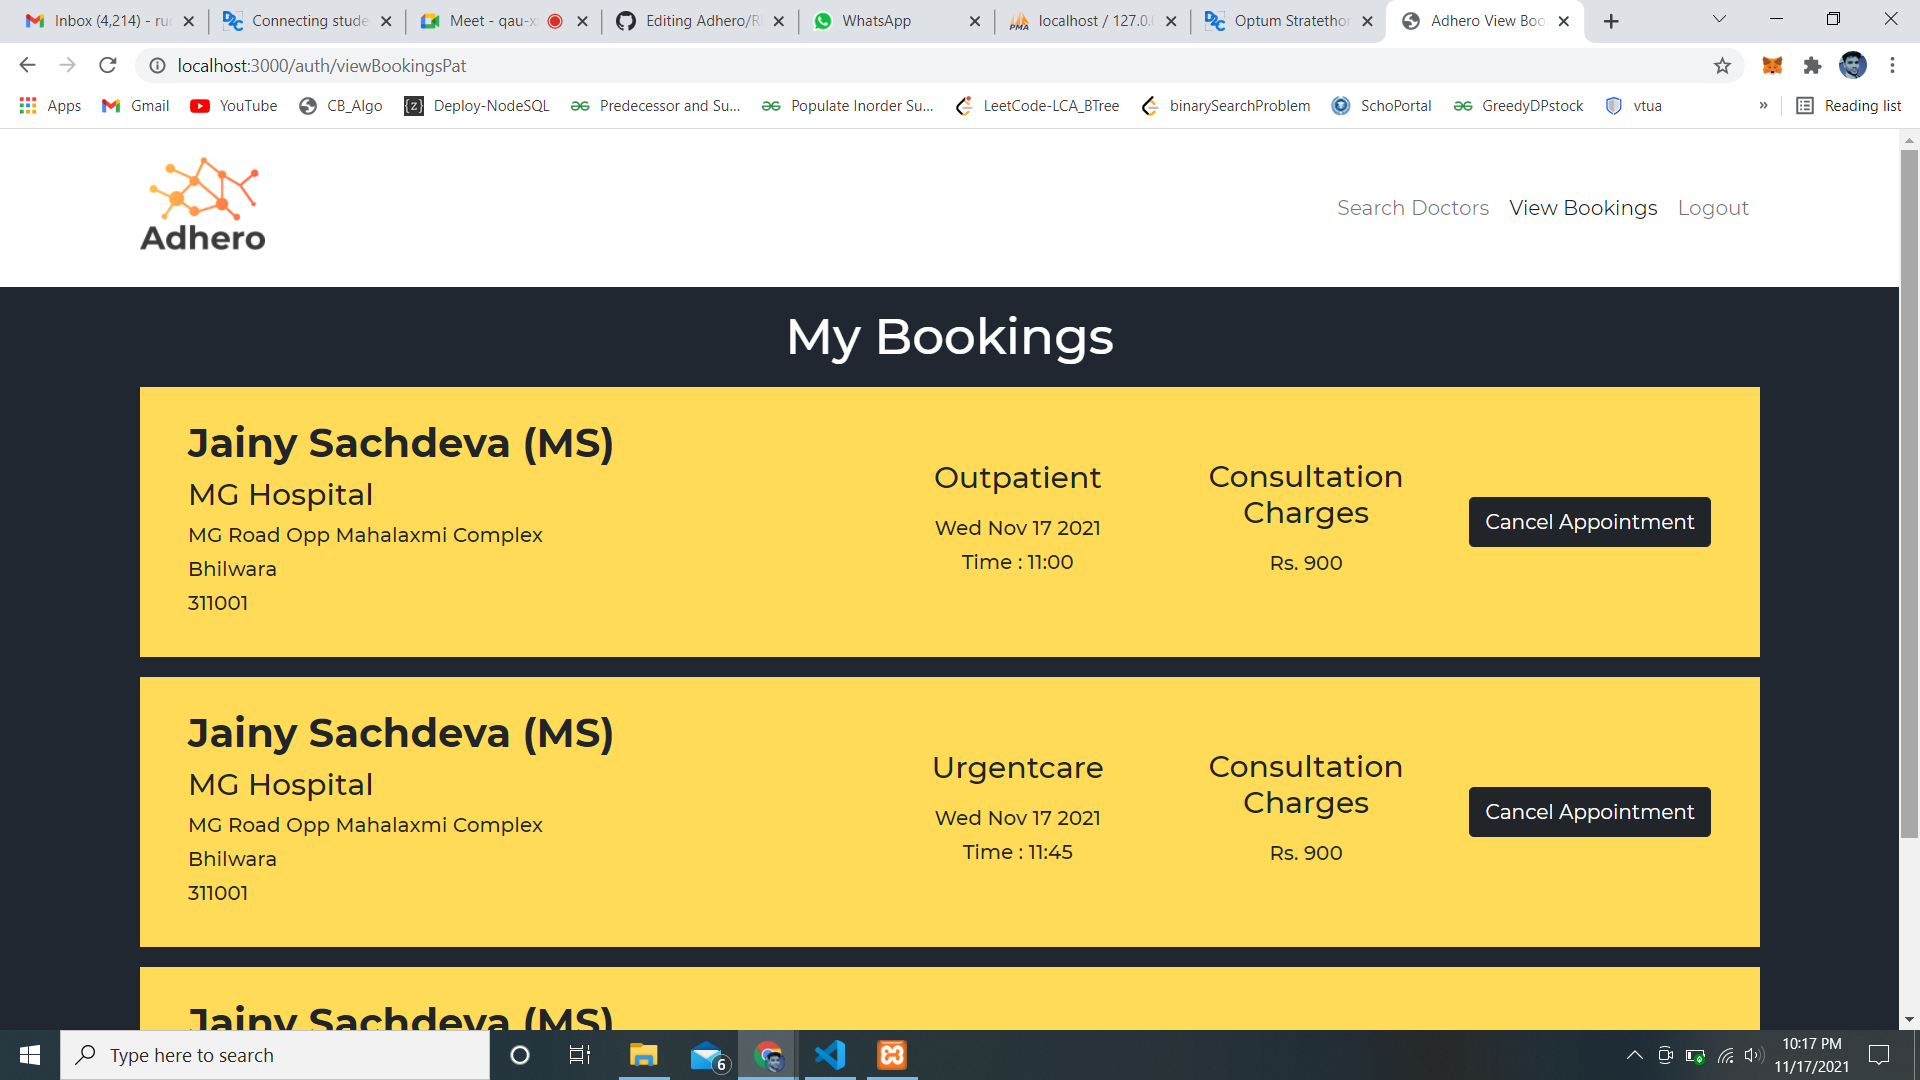 Inbox (4,214) - ru
Connecting stude
Meet - qau-x
Editing Adhero/R
WhatsApp
localhost / 127.0.
Optum Stratethon
Adhero View Boo
localhost:3000/auth/viewBookingsPat
Apps
Gmail
YouTube
CB_Algo
Deploy-NodeSQL
Predecessor and Su...
Populate Inorder Su...
LeetCode-LCA_BTree
binarySearchProblem
SchoPortal
GreedyDPstock
vtua
»
Reading list
Adhero
Search Doctors
View Bookings
Logout
My Bookings
Jainy Sachdeva (MS)
MG Hospital
MG Road Opp Mahalaxmi Complex
Bhilwara
311001
Outpatient
Wed Nov 17 2021
Time : 11:00
Consultation
Charges
Rs. 900
Cancel Appointment
Jainy Sachdeva (MS)
MG Hospital
MG Road Opp Mahalaxmi Complex
Bhilwara
311001
Urgentcare
Wed Nov 17 2021
Time : 11:45
Consultation
Charges
Rs. 900
Cancel Appointment
Jainy Sachdeva (MS)
Type here to search
6
10:17 PM
11/17/2021